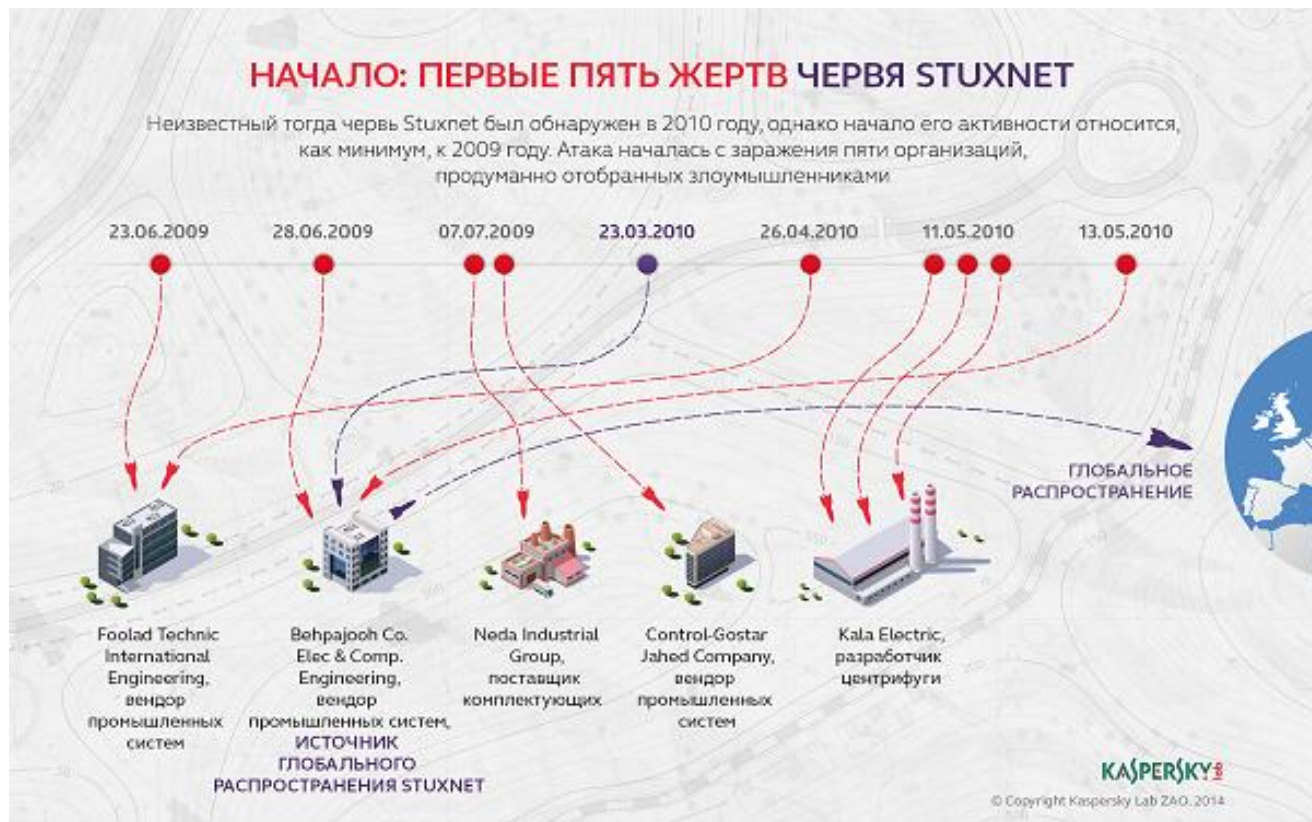 НАЧАЛО: ПЕРВЫЕ ПЯТЬ ЖЕРТВ ЧЕРВЯ STUXNET
Неизвестный тогда червь Stuxnet был обнаружен в 2010 году, однако начало его активности относится,
как минимум, к 2009 году. Атака началась с заражения пяти организаций,
продуманно отобранных злоумышленниками
23.06.2009 28.06.2009 07.07.2009 23.03.2010 26.04.2010 11.05.2010 13.05.2010
ГЛОБАЛЬНОЕ
РАСПРОСТРАНЕНИЕ
Foolad Technic
International
Engineering,
вендор
промышленных
систем
Behpajooh Co.
Elec & Comp.
Engineering,
вендор
промышленных систем,
ИСТОЧНИК
ГЛОБАЛЬНОГО
РАСПРОСТРАНЕНИЯ STUXNET
Neda Industrial
Group,
поставщик
комплектующих
Control-Gostar
Jahed Company,
вендор
промышленных
систем
Kala Electric,
разработчик
центрифуги
KASPERSKY lab
© Copyright Kaspersky Lab ZAO, 2014